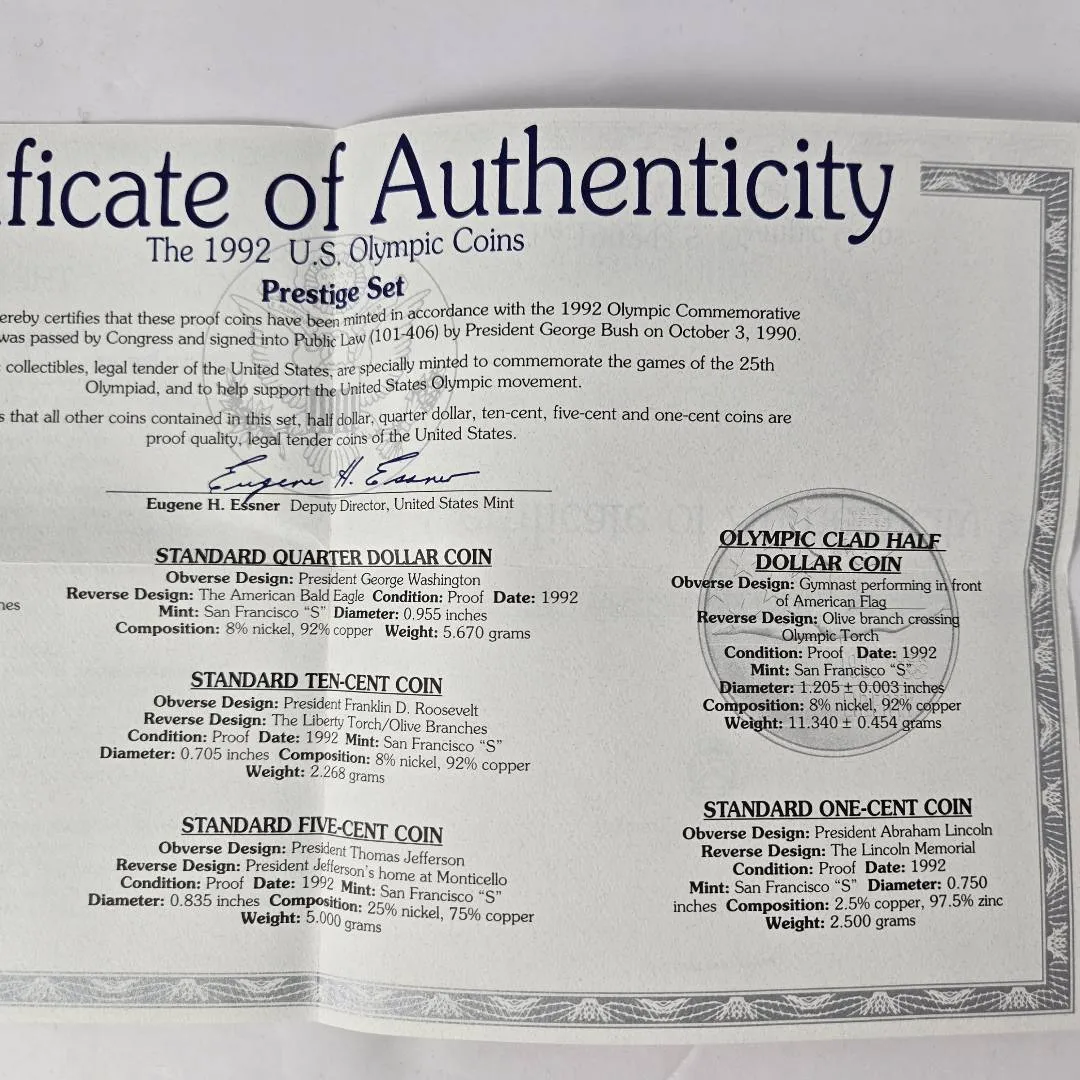 ficate of Authenticity
The 1992 U.S. Olympic Coins
Prestige Set
ereby certifies that these proof coins have been minted in accordance with the 1992 Olympic Commemorative
was passed by Congress and signed into Public Law (101-406) by President George Bush on October 3, 1990.
collectibles, legal tender of the United States, are specially minted to commemorate the games of the 25th
Olympiad, and to help support the United States Olympic movement.
s that all other coins contained in this set, half dollar, quarter dollar, ten-cent, five-cent and one-cent coins are
proof quality, legal tender coins of the United States.
Eugene H. Essner
Eugene H. Essner Deputy Director, United States Mint
nes
STANDARD QUARTER DOLLAR COIN
Obverse Design: President George Washington
Reverse Design: The American Bald Eagle Condition: Proof Date: 1992
Mint: San Francisco "S" Diameter: 0.955 inches
Composition: 8% nickel, 92% copper Weight: 5.670 grams
STANDARD TEN-CENT COIN
Obverse Design: President Franklin D. Roosevelt
Reverse Design: The Liberty Torch/Olive Branches
Condition: Proof Date: 1992 Mint: San Francisco "S"
Diameter: 0.705 inches Composition: 8% nickel, 92% copper
Weight: 2.268 grams
STANDARD FIVE-CENT COIN
Obverse Design: President Thomas Jefferson
Reverse Design: President Jefferson's home at Monticello
Condition: Proof Date: 1992 Mint: San Francisco "S"
Diameter: 0.835 inches Composition: 25% nickel, 75% copper
Weight: 5.000 grams
OLYMPIC CLAD HALF
DOLLAR COIN
Obverse Design: Gymnast performing in front
of American Flag
Reverse Design: Olive branch crossing
Olympic Torch
Condition: Proof Date: 1992
Mint: San Francisco "S"
Diameter: 1.205 ± 0.003 inches
Composition: 8% nickel, 92% copper
Weight: 11.340 ± 0.454 grams
STANDARD ONE-CENT COIN
Obverse Design: President Abraham Lincoln
Reverse Design: The Lincoln Memorial
Condition: Proof Date: 1992
Mint: San Francisco "S" Diameter: 0.750
inches Composition: 2.5% copper, 97.5% zinc
Weight: 2.500 grams